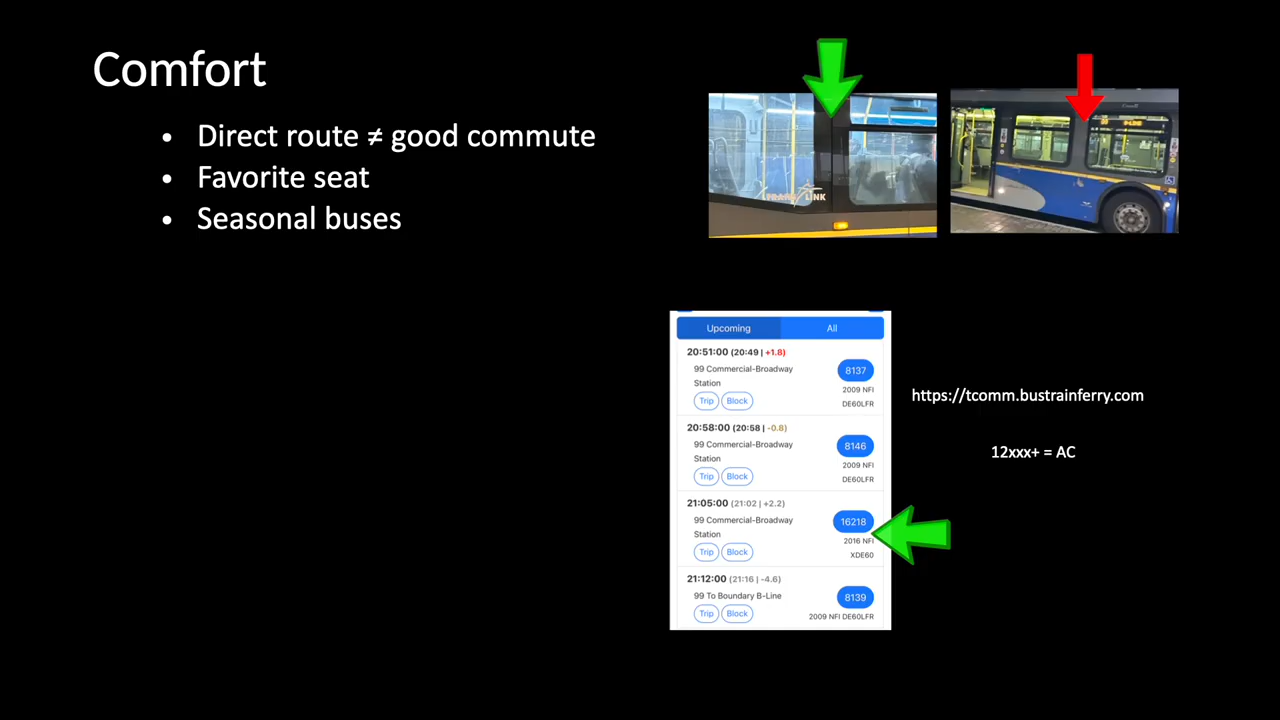 Comfort
• Direct route ≠ good commute
• Favorite seat
• Seasonal buses
TRANS LINK
Canada
Upcoming
All
20:51:00 (20:49 | +1.8)
99 Commercial-Broadway
Station
Trip
Block
8137
2009 NFI
DE60LFR
20:58:00 (20:58 | -0.8)
99 Commercial-Broadway
Station
Trip
Block
8146
2009 NFI
DE60LFR
21:05:00 (21:02 | +2.2)
99 Commercial-Broadway
Station
Trip
Block
16218
2016 NFI
XDE60
21:12:00 (21:16 | -4.6)
99 To Boundary B-Line
Trip
Block
8139
2009 NFI DE60LFR
https://tcomm.bustrainferry.com
12xxx+ = AC